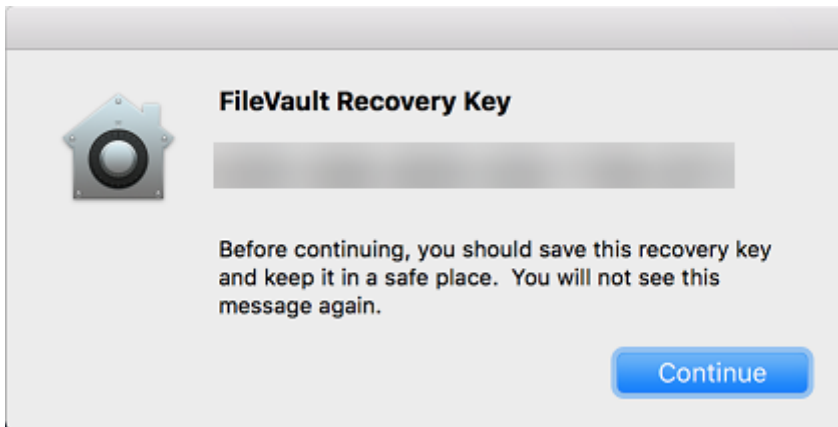 FileVault Recovery Key
Before continuing, you should save this recovery key
and keep it in a safe place.  You will not see this
message again.
Continue